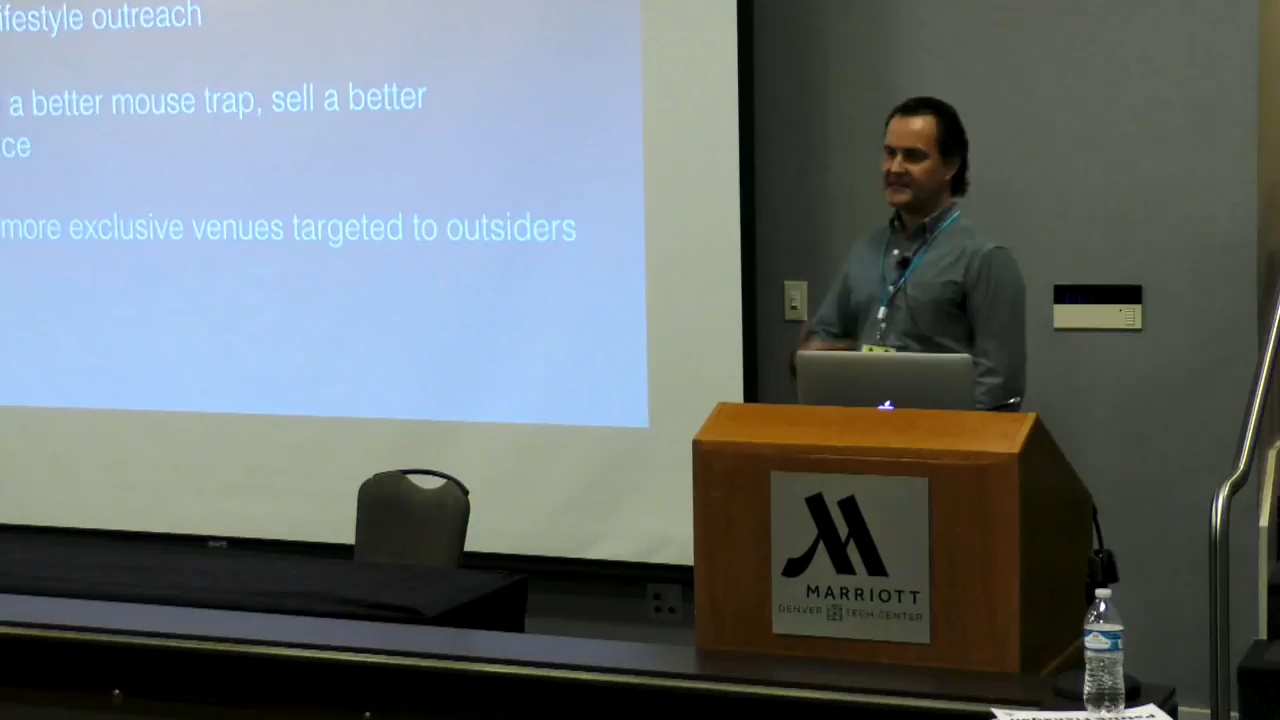 ifestyle outreach
a better mouse trap, sell a better
ce
more exclusive venues targeted to outsiders
MARRIOTT
DENVER TECH CENTER